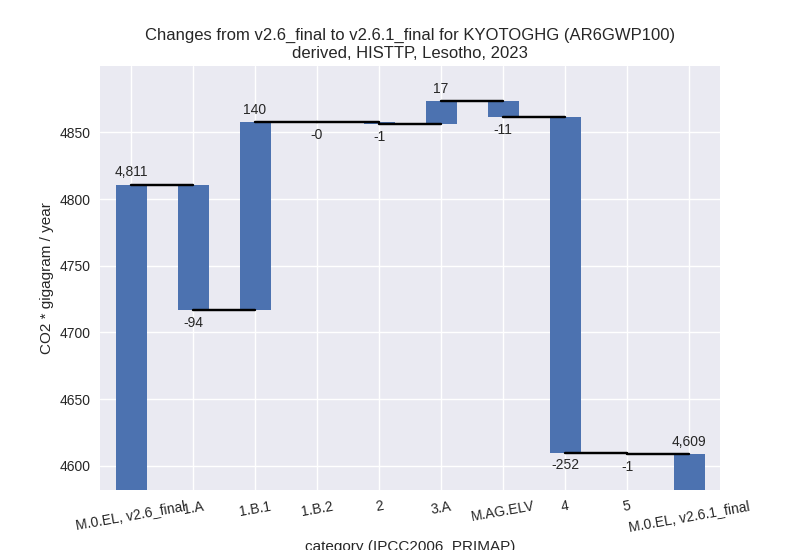 Changes from v2.6_final to v2.6.1_final for KYOTOGHG (AR6GWP100)
derived, HISTTP, Lesotho, 2023
CO2 * gigagram / year
4850
4800
4750
4700
4650
4600
4,811
-94
140
-0
-1
17
-11
-252
-1
4,609
M.0.EL, v2.6_final
1.A
1.B.1
1.B.2
2
3.A
M.AG.ELV
4
5
M.0.EL, v2.6.1_final
category (IPCC2006_PRIMAP)